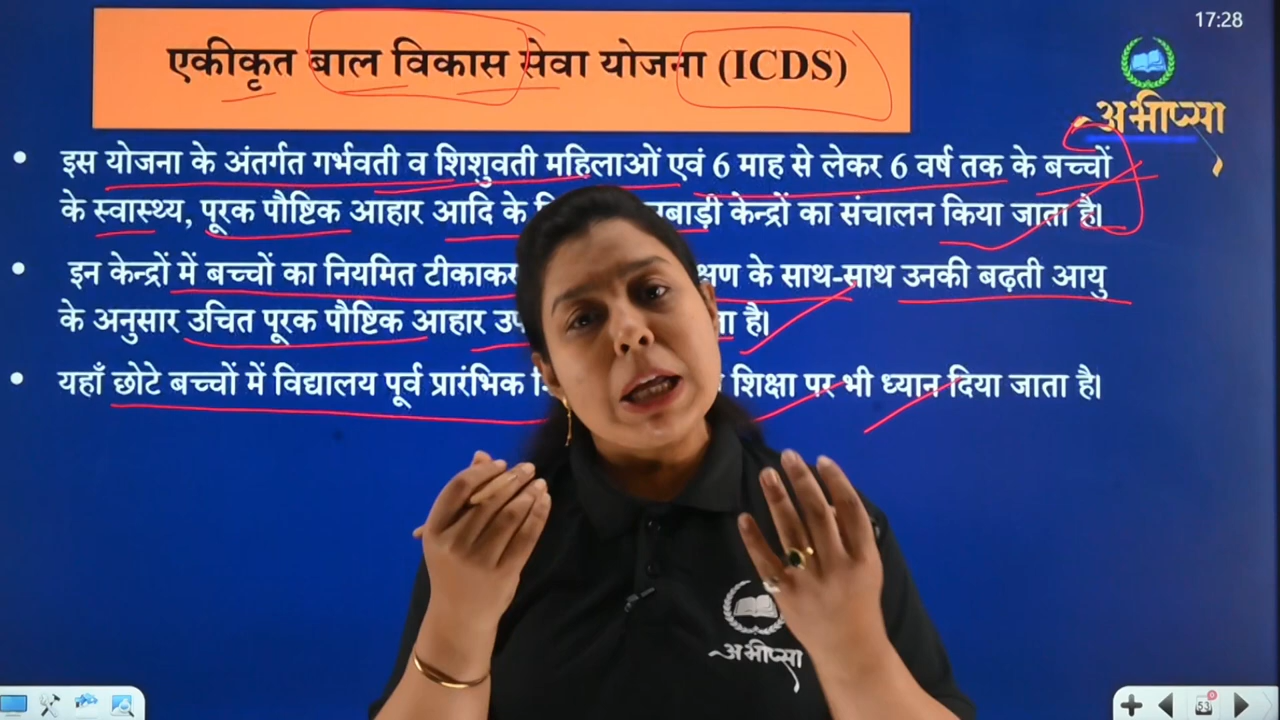 17:28
एकीकृत बाल विकास सेवा योजना (ICDS)
अभीप्सा
• इस योजना के अंतर्गत गर्भवती व शिशुवती महिलाओं एवं 6 माह से लेकर 6 वर्ष तक के बच्चों
के स्वास्थ्य, पूरक पौष्टिक आहार आदि के केन्द्रों का संचालन किया जाता है।
• इन केन्द्रों में बच्चों का नियमित के साथ-साथ उनकी बढ़ती आयु
के अनुसार उचित पूरक पौष्टिक आहार है।
• यहाँ छोटे बच्चों में विद्यालय पूर्व प्रारंभिक शिक्षा पर भी ध्यान दिया जाता है।
अभीप्सा
53